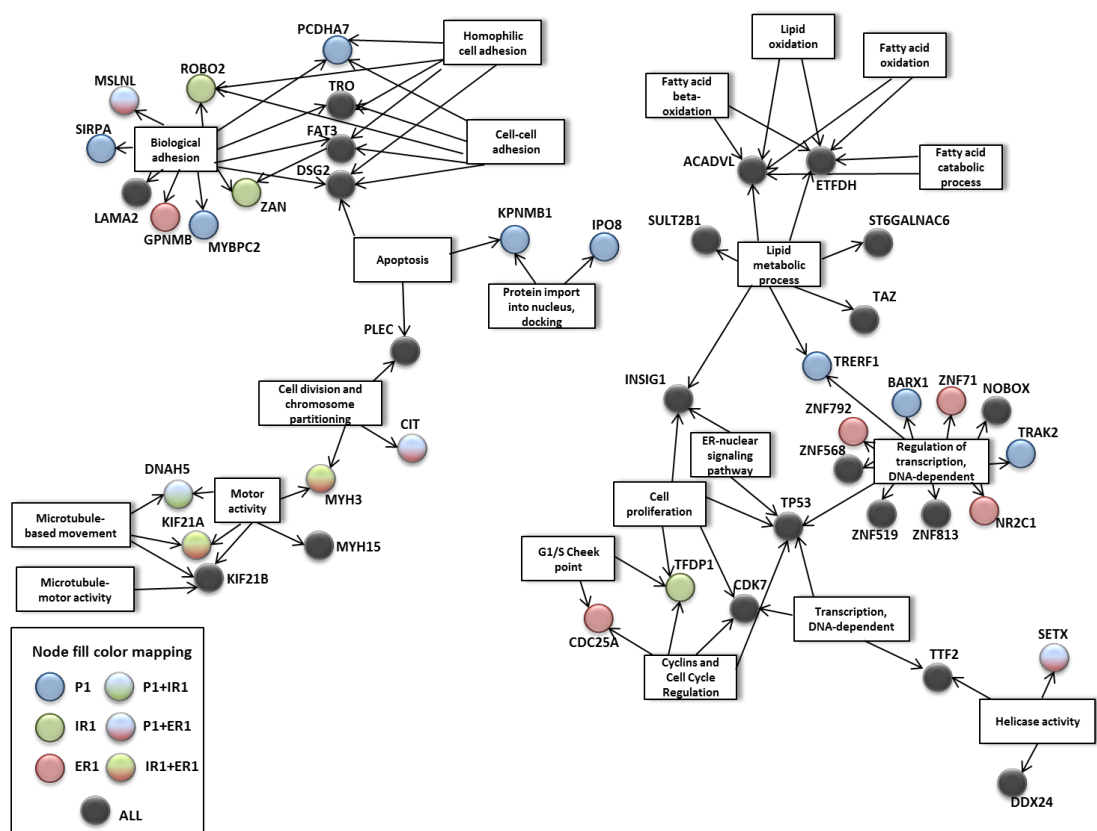 PCDHA7
Homophilic
cell adhesion
MSLNL
ROBO2
TRO
SIRPA
Biological
adhesion
FAT3
Cell-cell
adhesion
DSG2
LAMA2
ZAN
GPNMB
MYBPC2
KPNMB1
IPO8
Apoptosis
Protein import
into nucleus,
docking
PLEC
Cell division and
chromosome
partitioning
CIT
DNAH5
Motor
activity
MYH3
Microtubule-
based movement
KIF21A
MYH15
KIF21B
Microtubule-
motor activity
Lipid
oxidation
Fatty acid
oxidation
Fatty acid
beta-
oxidation
ACADVL
ETFDH
Fatty acid
catabolic
process
SULT2B1
ST6GALNAC6
Lipid
metabolic
process
TAZ
TRERF1
INSIG1
BARX1
ZNF71
NOBOX
ZNF792
TRAK2
ZNF568
Regulation of
transcription,
DNA-dependent
ER-nuclear
signaling
pathway
Cell
proliferation
TP53
ZNF519
ZNF813
NR2C1
G1/S Cheek
point
TFDP1
CDK7
CDC25A
Transcription,
DNA-dependent
Cyclins and
Cell Cycle
Regulation
TTF2
SETX
Helicase activity
DDX24
Node fill color mapping
P1
P1+IR1
IR1
P1+ER1
ER1
IR1+ER1
ALL